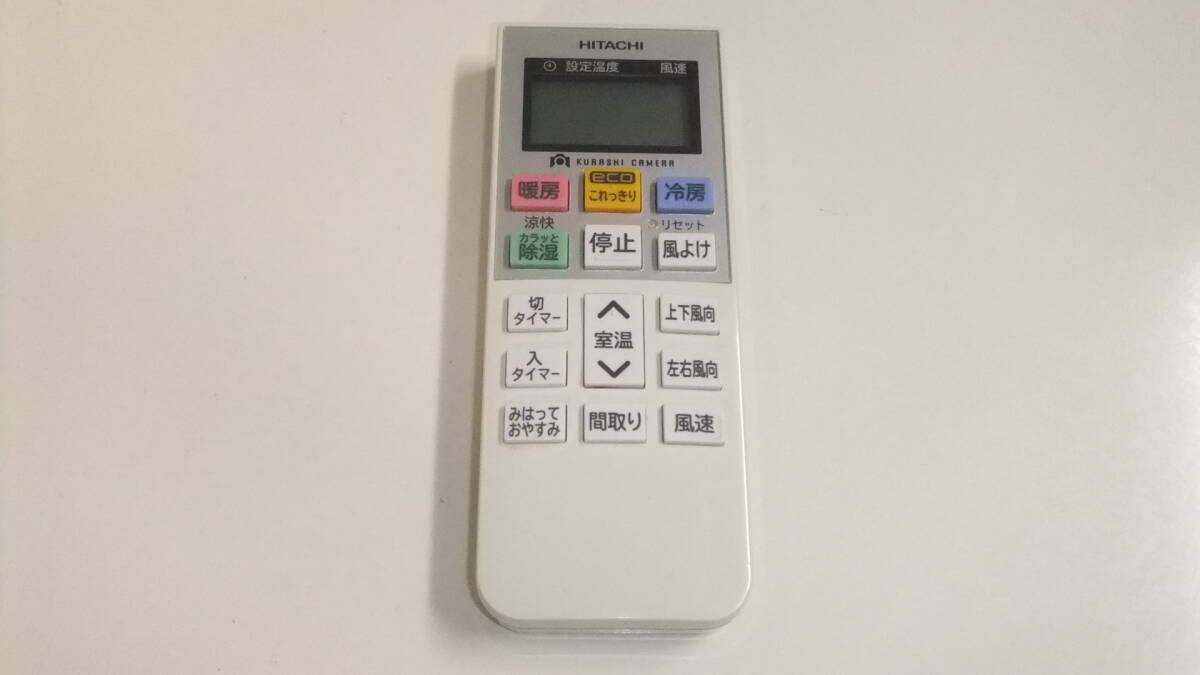 HITACHI
設定温度 風速
KURASHI CAMERA
暖房
eco
これっきり
冷房
涼快
リセット
カラッと
除湿
停止
風よけ
切
タイマー
室温
上下風向
入
タイマー
左右風向
みはって
おやすみ
間取り
風速